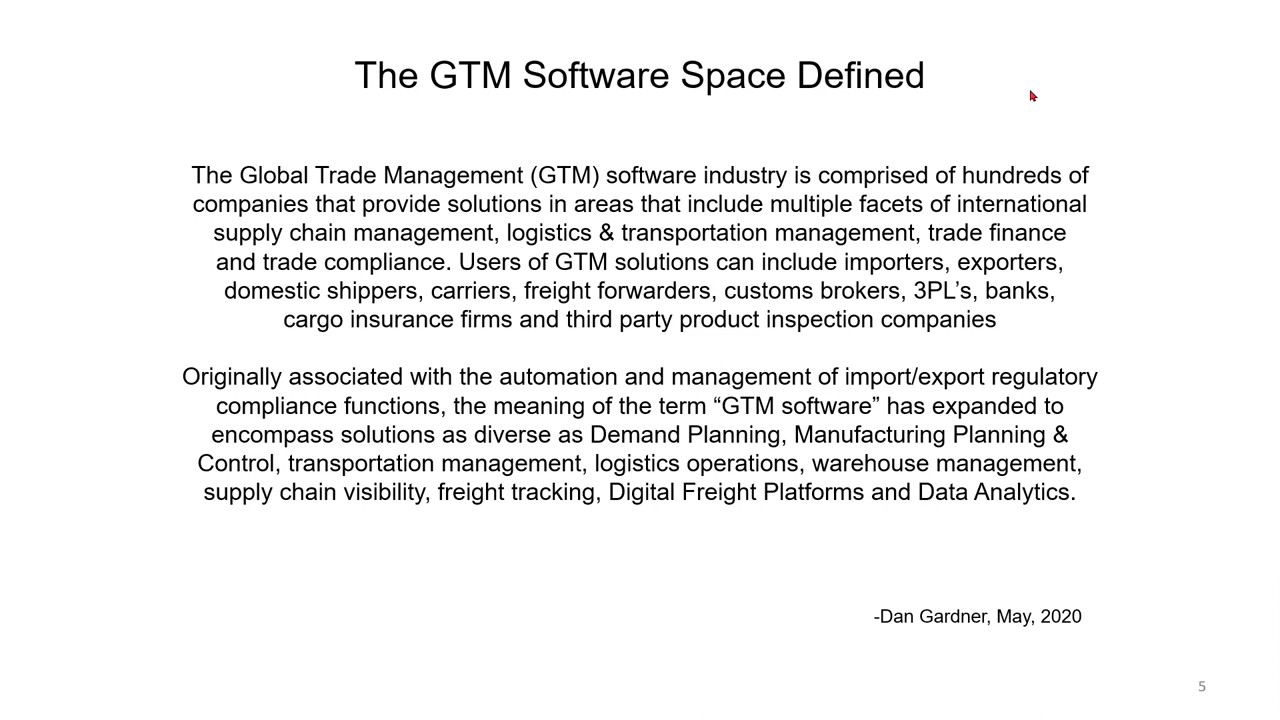 The GTM Software Space Defined
The Global Trade Management (GTM) software industry is comprised of hundreds of
companies that provide solutions in areas that include multiple facets of international
supply chain management, logistics & transportation management, trade finance
and trade compliance. Users of GTM solutions can include importers, exporters,
domestic shippers, carriers, freight forwarders, customs brokers, 3PL’s, banks,
cargo insurance firms and third party product inspection companies
Originally associated with the automation and management of import/export regulatory
compliance functions, the meaning of the term “GTM software” has expanded to
encompass solutions as diverse as Demand Planning, Manufacturing Planning &
Control, transportation management, logistics operations, warehouse management,
supply chain visibility, freight tracking, Digital Freight Platforms and Data Analytics.
-Dan Gardner, May, 2020
5